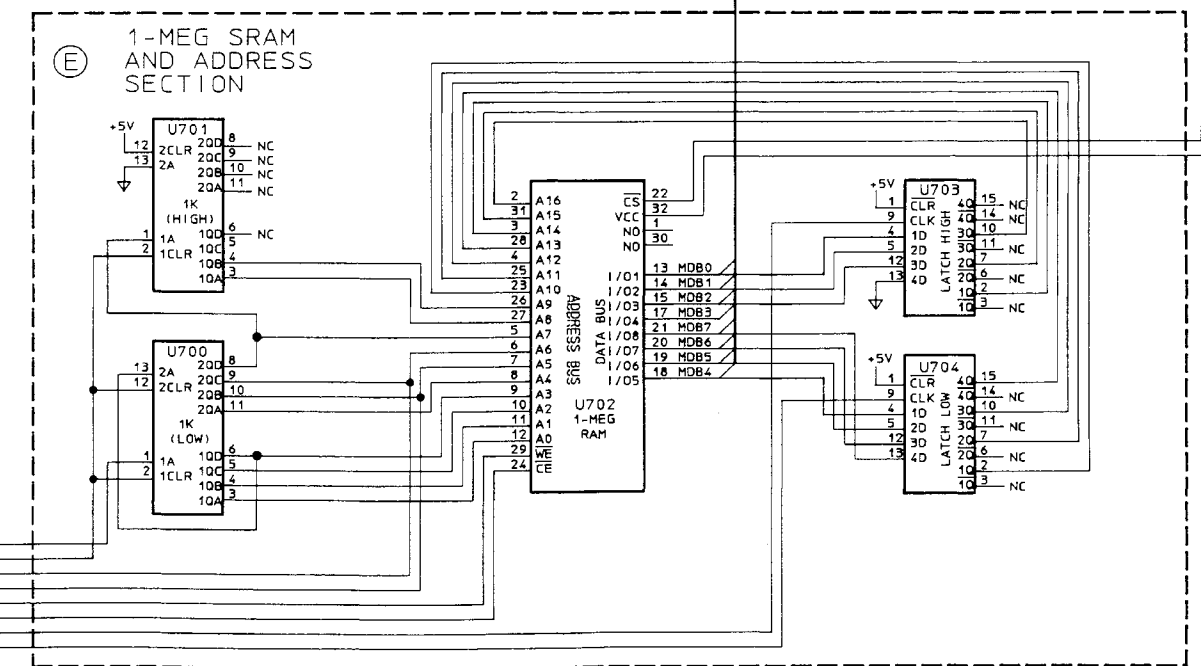 E
1-MEG SRAM
AND ADDRESS
SECTION
U701
+5V
12 2CLR 2QD 8 NC
13 2A 2QC 9 NC
2QB 10 NC
2QA 11 NC
1K
(HIGH)
1QD 6 NC
1 1A 1QC 5
2 1CLR 1QB 4
1QA 3
U700
13 2A 2QD 8
12 2CLR 2QC 9
2QB 10
2QA 11
1K
(LOW)
1QD 6
1 1A 1QC 5
2 1CLR 1QB 4
1QA 3
2 A16
31 A15
3 A14
28 A13
4 A12
25 A11
23 A10
26 A9
27 A8
5 A7
6 A6
7 A5
8 A4
9 A3
10 A2
11 A1
12 A0
29 WE
24 CE
ADDRESS BUS
DATA BUS
U702
1-MEG
RAM
CS 22
VCC 32
NO 1
NO 30
I/O1 13 MDB0
I/O2 14 MDB1
I/O3 15 MDB2
I/O4 17 MDB3
I/O8 21 MDB7
I/O7 20 MDB6
I/O6 19 MDB5
I/O5 18 MDB4
U703
+5V
1 CLR
9 CLK
4 1D
5 2D
12 3D
13 4D
LATCH HIGH
4Q 15 NC
4Q 14 NC
3Q 10
3Q 11 NC
2Q 7
2Q 6 NC
1Q 2
1Q 3 NC
U704
+5V
1 CLR
9 CLK
4 1D
5 2D
12 3D
13 4D
LATCH LOW
4Q 15
4Q 14 NC
3Q 10
3Q 11 NC
2Q 7
2Q 6 NC
1Q 2
1Q 3 NC